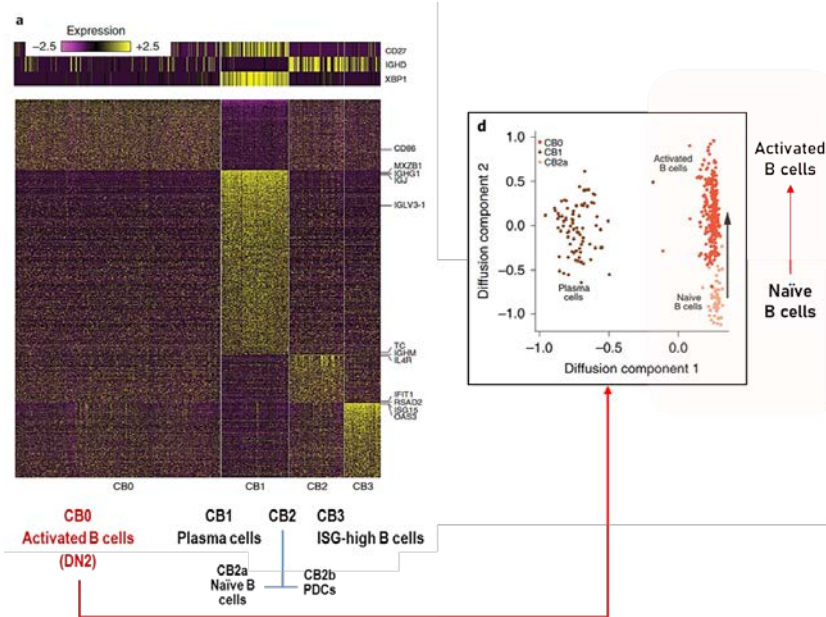 a
Expression
−2.5
+2.5
CD27
IGHD
XBP1
CD86
MXZB1
IGHG1
IGJ
IGLV3-1
IGHM
IL4R
IFIT1
RSAD2
ISG15
OAS3
CB0
CB1
CB2
CB3
CB0
Activated B cells
(DN2)
CB1
Plasma cells
CB2
CB3
ISG-high B cells
CB2a
Naïve B
cells
CB2b
PDCs
d
CB0
CB1
CB2a
Activated
B cells
Plasma
cells
Naive
B cells
Diffusion component 2
1.0
0.5
0.0
−0.5
−1.0
−1.0
−0.5
0.0
Diffusion component 1
Activated
B cells
Naïve
B cells